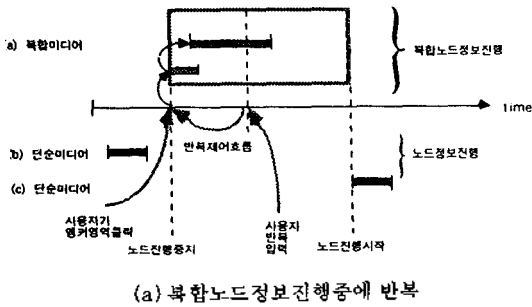 (a) 복합미디어
복합노드정보진행
Time
반복제어흐름
(b) 단순미디어
노드정보진행
(c) 단순미디어
사용자가
앵커영역클릭
사용자
반복
입력
노드진행중지
노드진행시작
(a) 복합노드정보진행중에 반복